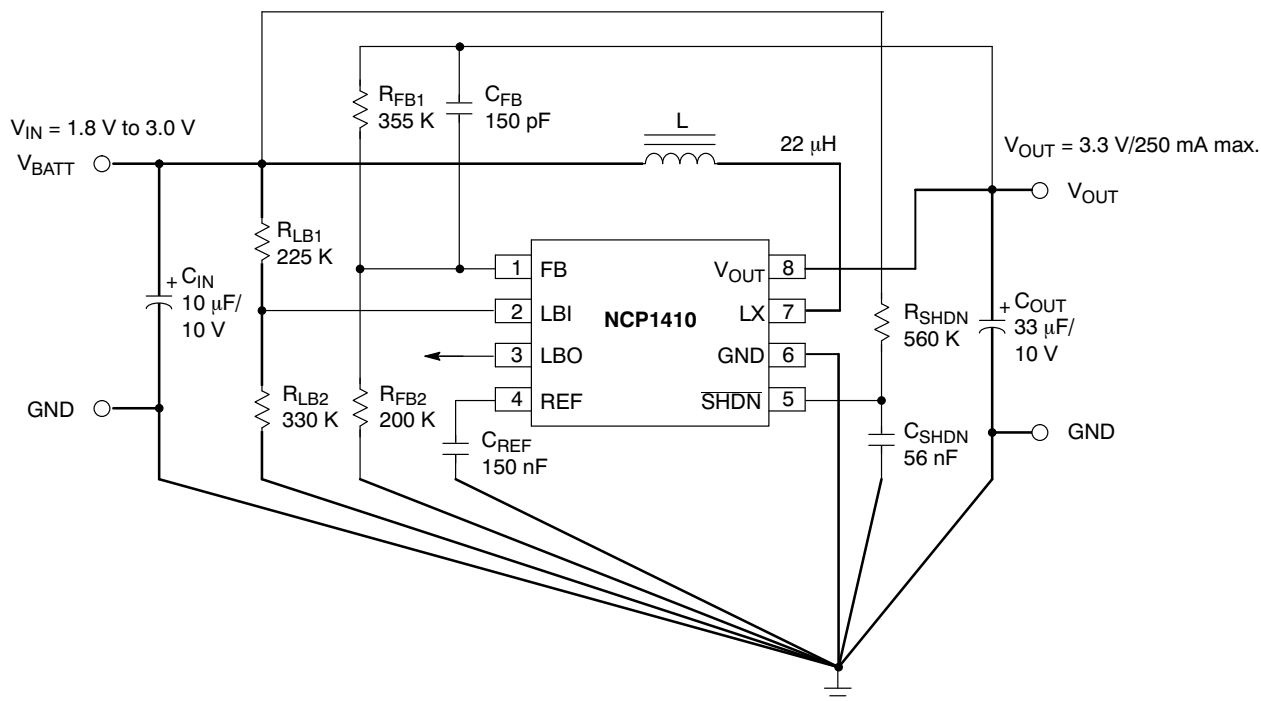 R_FB1
355 K
C_FB
150 pF
V_IN = 1.8 V to 3.0 V
V_BATT
L
22 μH
V_OUT = 3.3 V/250 mA max.
V_OUT
R_LB1
225 K
+
C_IN
10 μF/
10 V
1 FB
2 LBI
3 LBO
4 REF
NCP1410
V_OUT 8
LX 7
GND 6
SHDN 5
R_SHDN
560 K
+
C_OUT
33 μF/
10 V
GND
R_LB2
330 K
R_FB2
200 K
C_REF
150 nF
C_SHDN
56 nF
GND